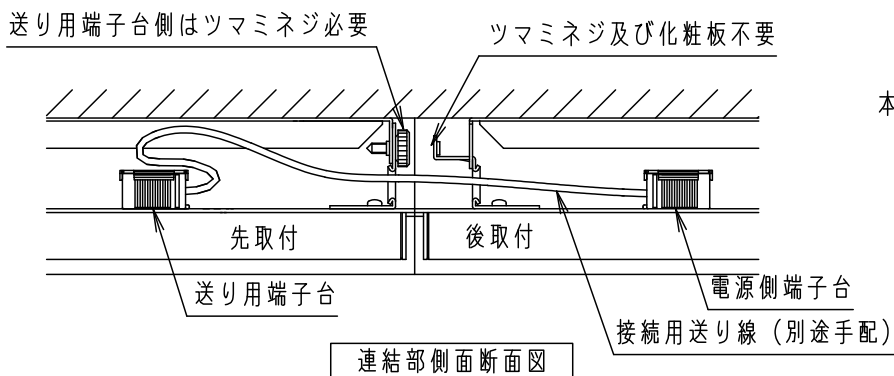 送り用端子台側はツマミネジ必要
ツマミネジ及び化粧板不要
本
先取付
後取付
送り用端子台
電源側端子台
接続用送り線（別途手配）
連結部側面断面図